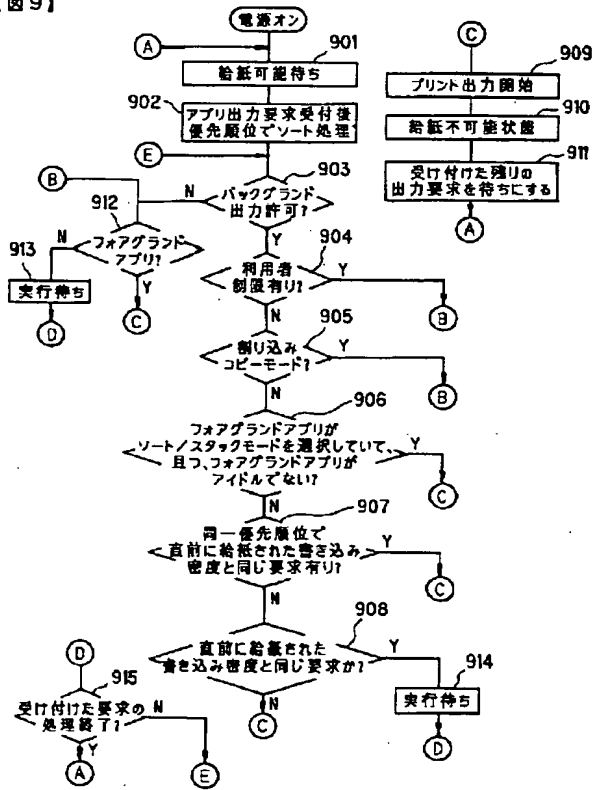 【図9】
電源オン
A
901
給紙可能待ち
902
アプリ出力要求受付後
優先順位でソート処理
E
903
バックグランド
出力許可?
N
Y
B
912
フォアグランド
アプリ?
N
Y
913
実行待ち
D
C
904
利用者
制限有り?
Y
N
B
905
割り込み
コピーモード?
Y
N
B
906
フォアグランドアプリが
ソート/スタックモードを選択していて、
且つ、フォアグランドアプリが
アイドルでない?
Y
N
C
907
同一優先順位で
直前に給紙された書き込み
密度と同じ要求有り?
Y
N
C
908
直前に給紙された
書き込み密度と同じ要求か?
Y
N
C
914
実行待ち
D
D
915
受け付けた要求の
処理終了?
N
Y
A
E
C
909
プリント出力開始
910
給紙不可能状態
911
受け付けた残りの
出力要求を待ちにする
A